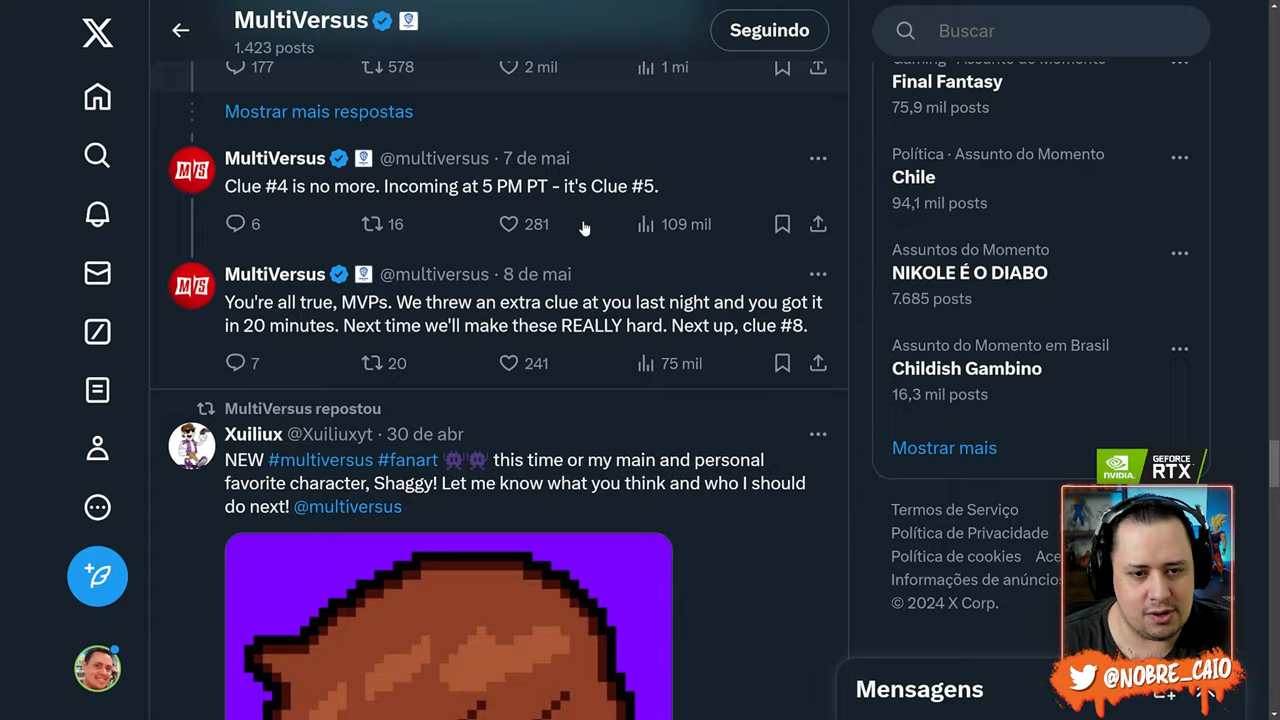 MultiVersus
1.423 posts
Seguindo
177
578
2 mil
1 mi
Mostrar mais respostas
MultiVersus @multiversus · 7 de mai
Clue #4 is no more. Incoming at 5 PM PT - it's Clue #5.
6
16
281
109 mil
MultiVersus @multiversus · 8 de mai
You're all true, MVPs. We threw an extra clue at you last night and you got it
in 20 minutes. Next time we'll make these REALLY hard. Next up, clue #8.
7
20
241
75 mil
MultiVersus repostou
Xuiliux @Xuiliuxyt · 30 de abr
NEW #multiversus #fanart this time or my main and personal
favorite character, Shaggy! Let me know what you think and who I should
do next! @multiversus
Buscar
Gaming · Assunto do Momento
Final Fantasy
75,9 mil posts
Política · Assunto do Momento
Chile
94,1 mil posts
Assuntos do Momento
NIKOLE É O DIABO
7.685 posts
Assunto do Momento em Brasil
Childish Gambino
16,3 mil posts
Mostrar mais
Termos de Serviço
Política de Privacidade
Política de cookies
Informações de anúncios
© 2024 X Corp.
Mensagens
NVIDIA.
GEFORCE
RTX
@NOBRE_CAIO
MVS
MVS